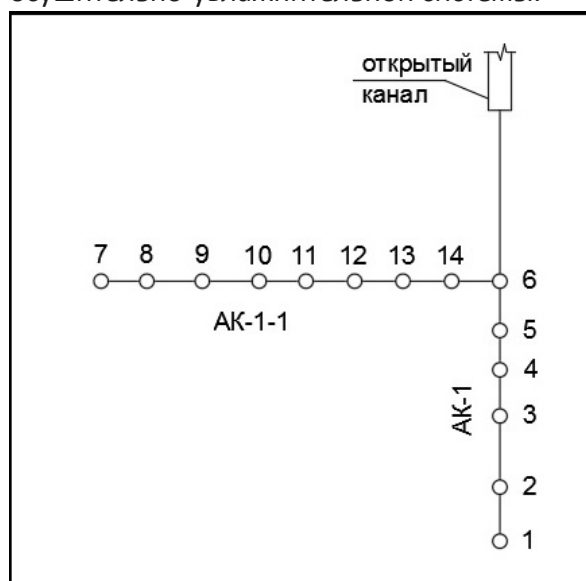 осушительно-увлажнительной системы.
открытый
канал
7 8 9 10 11 12 13 14
6
АК-1-1
5
4
АК-1
3
2
1